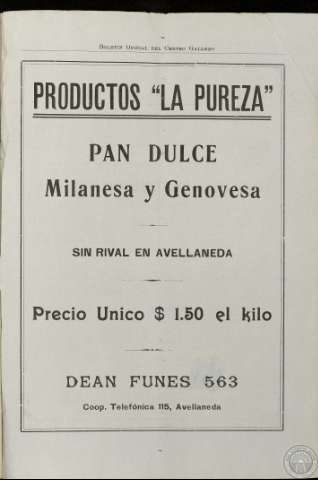 Boletín Oficial del Centro Gallego
PRODUCTOS "LA PUREZA"
PAN DULCE
Milanesa y Genovesa
SIN RIVAL EN AVELLANEDA
Precio Unico $ 1.50 el kilo
DEAN FUNES 563
Coop. Telefónica 115, Avellaneda